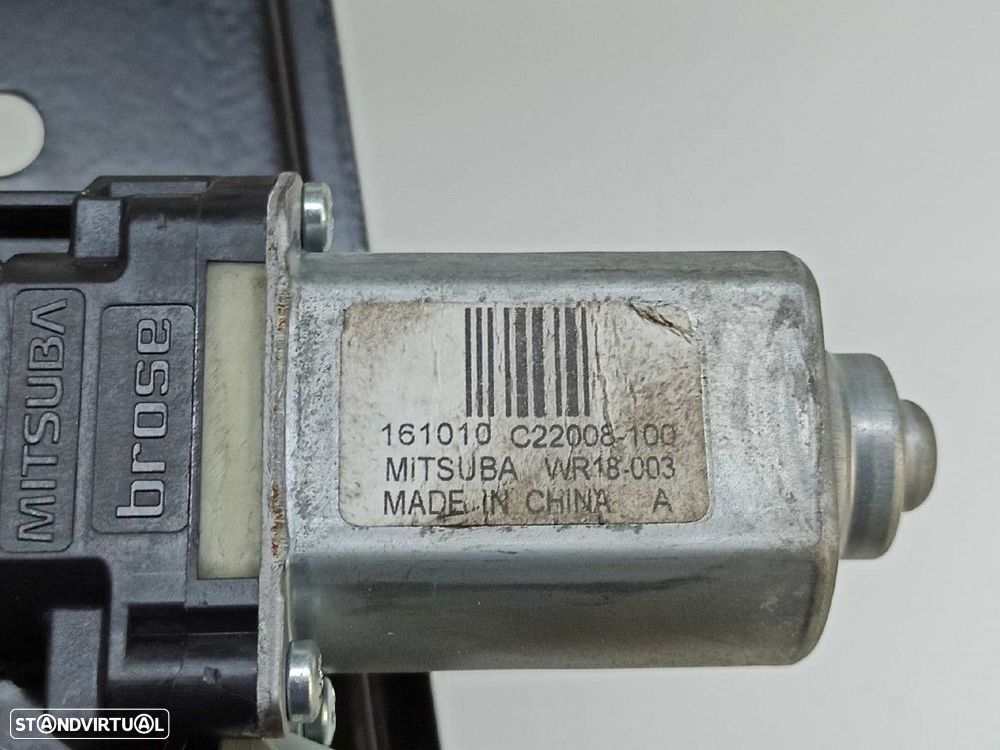 MITSUBA
brose
161010 C22008-100
MITSUBA WR18-003
MADE IN CHINA A
STANDVIRTUAL